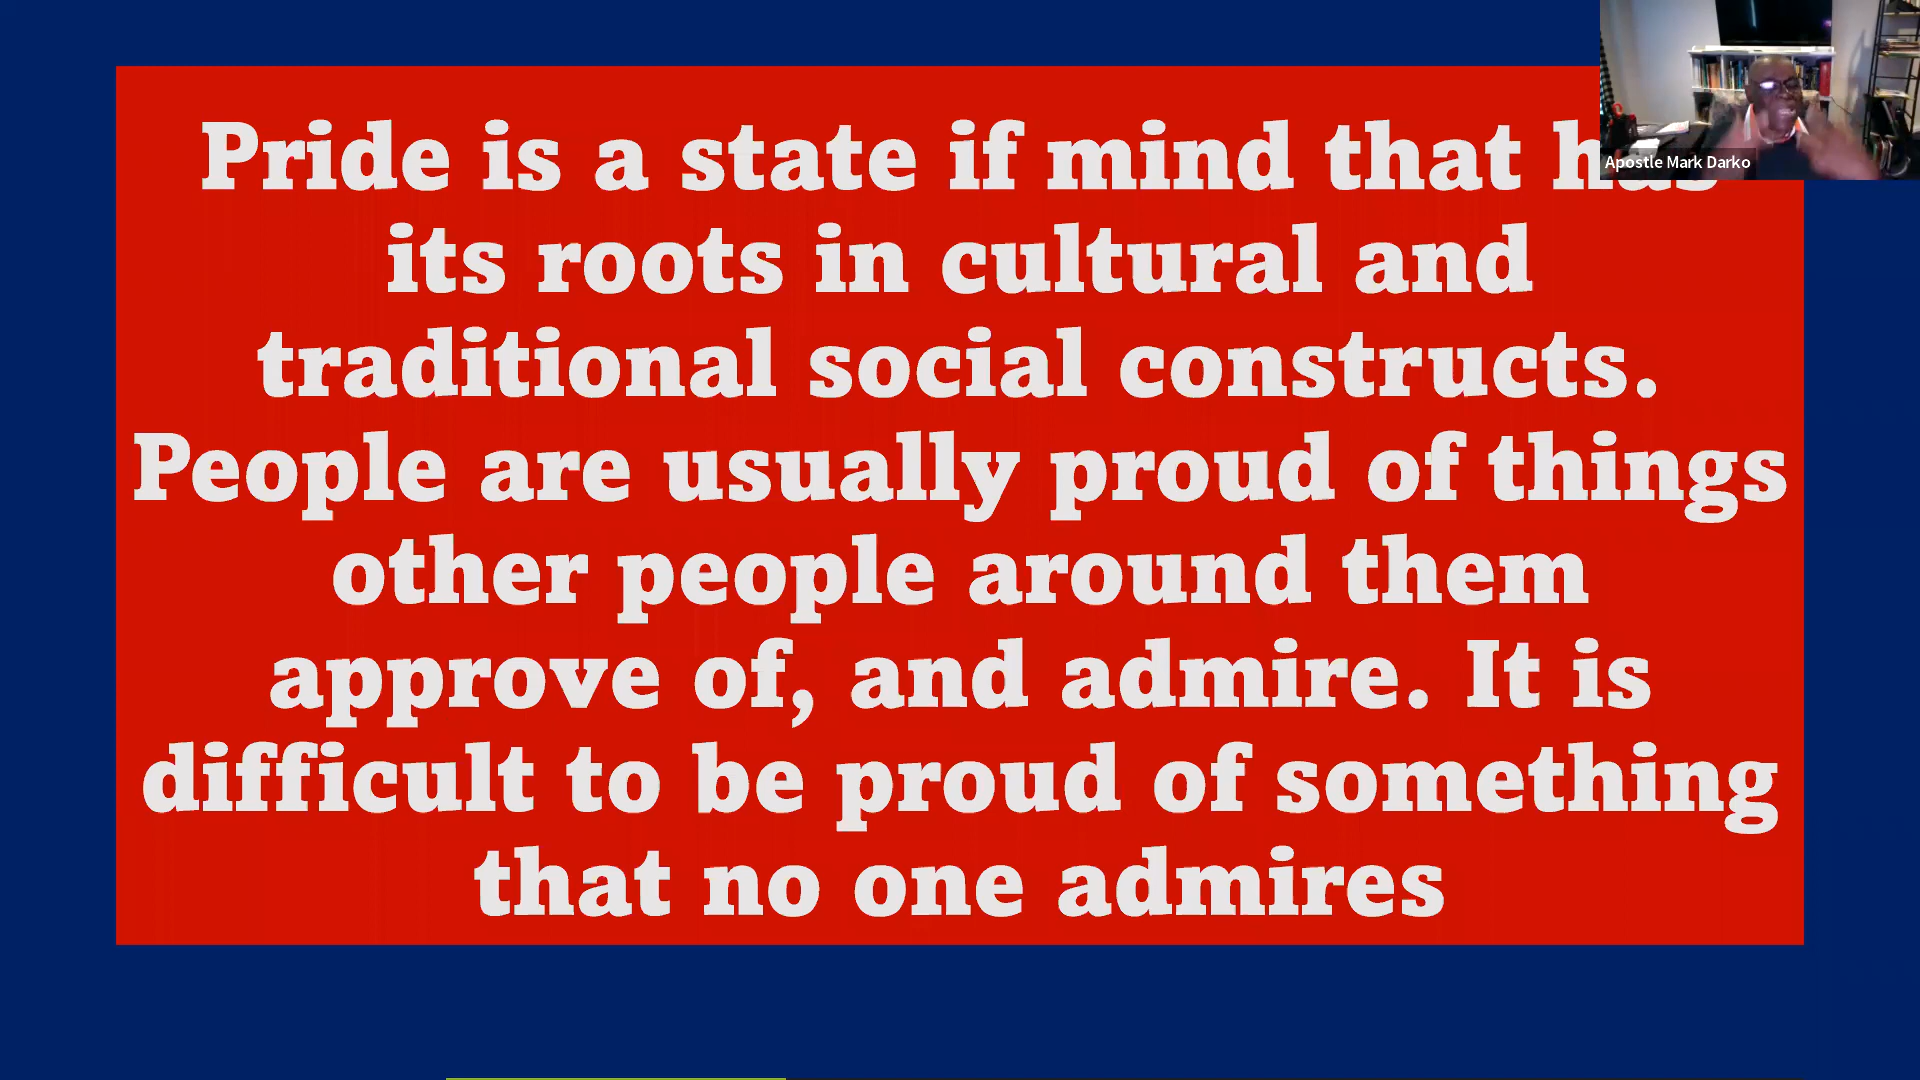 Pride is a state if mind that has
its roots in cultural and
traditional social constructs.
People are usually proud of things
other people around them
approve of, and admire. It is
difficult to be proud of something
that no one admires
Apostle Mark Darko